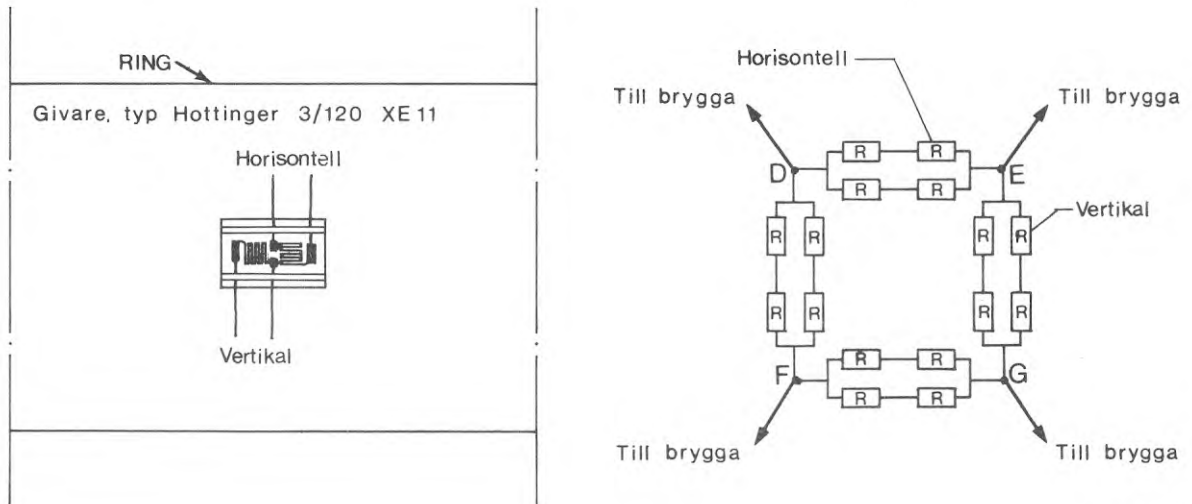 RING
Givare, typ Hottinger 3/120 XE 11
Horisontell
Vertikal
Horisontell
Till brygga
Till brygga
R
R
D
E
R
R
Vertikal
R
R
R
R
R
R
R
R
R
R
F
G
R
R
Till brygga
Till brygga